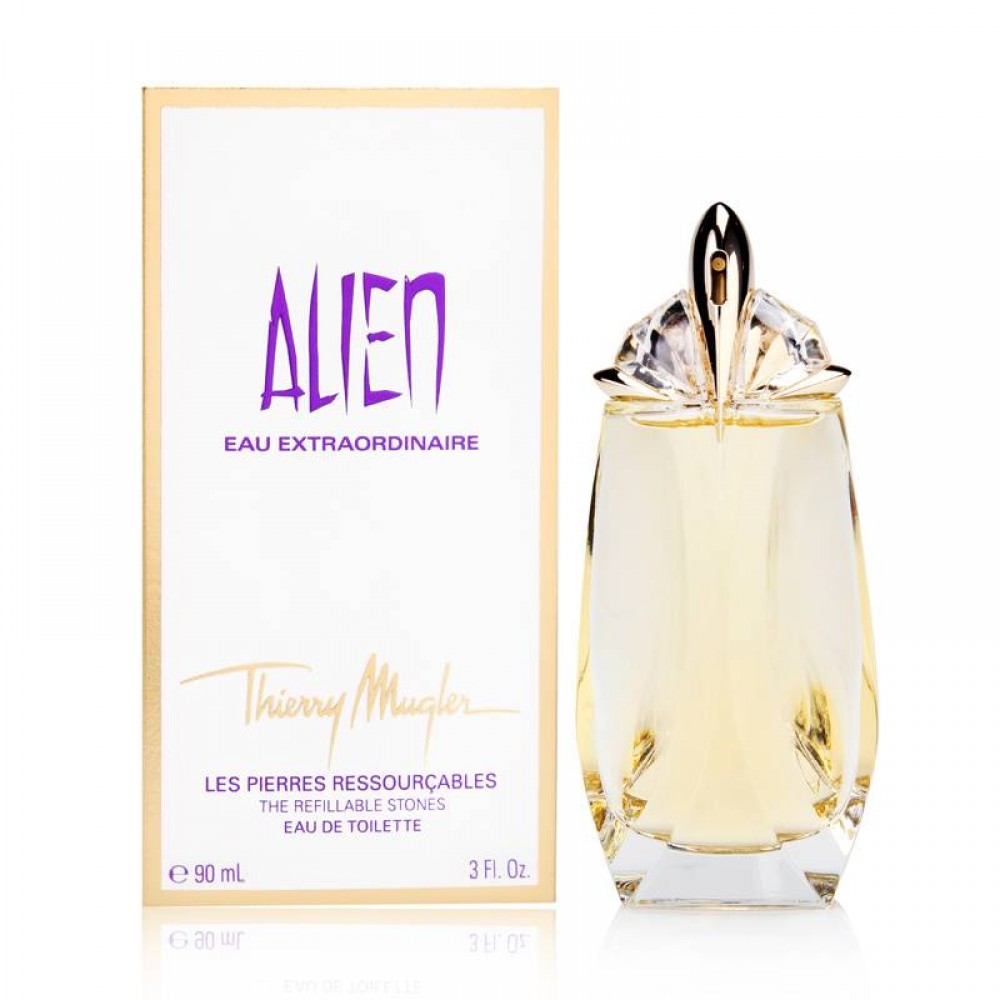 ALIEN
EAU EXTRAORDINAIRE
Thierry Mugler
LES PIERRES RESSOURÇABLES
THE REFILLABLE STONES
EAU DE TOILETTE
℮ 90 mL 3 Fl. Oz.